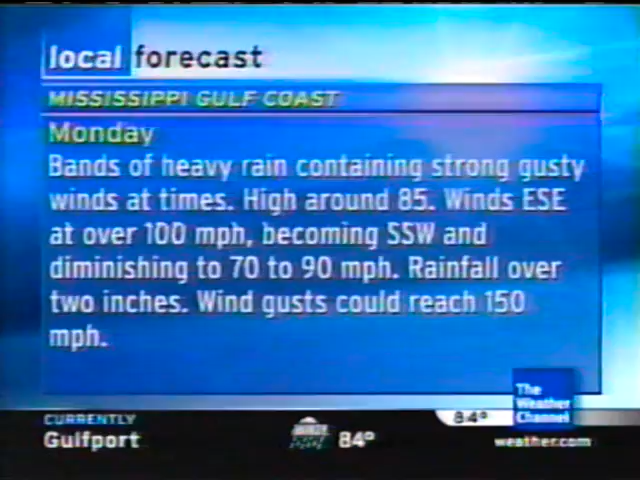 local forecast
MISSISSIPPI GULF COAST
Monday
Bands of heavy rain containing strong gusty
winds at times. High around 85. Winds ESE
at over 100 mph, becoming SSW and
diminishing to 70 to 90 mph. Rainfall over
two inches. Wind gusts could reach 150
mph.
The
Weather
Channel
CURRENTLY
84°
Gulfport
84°
weather.com